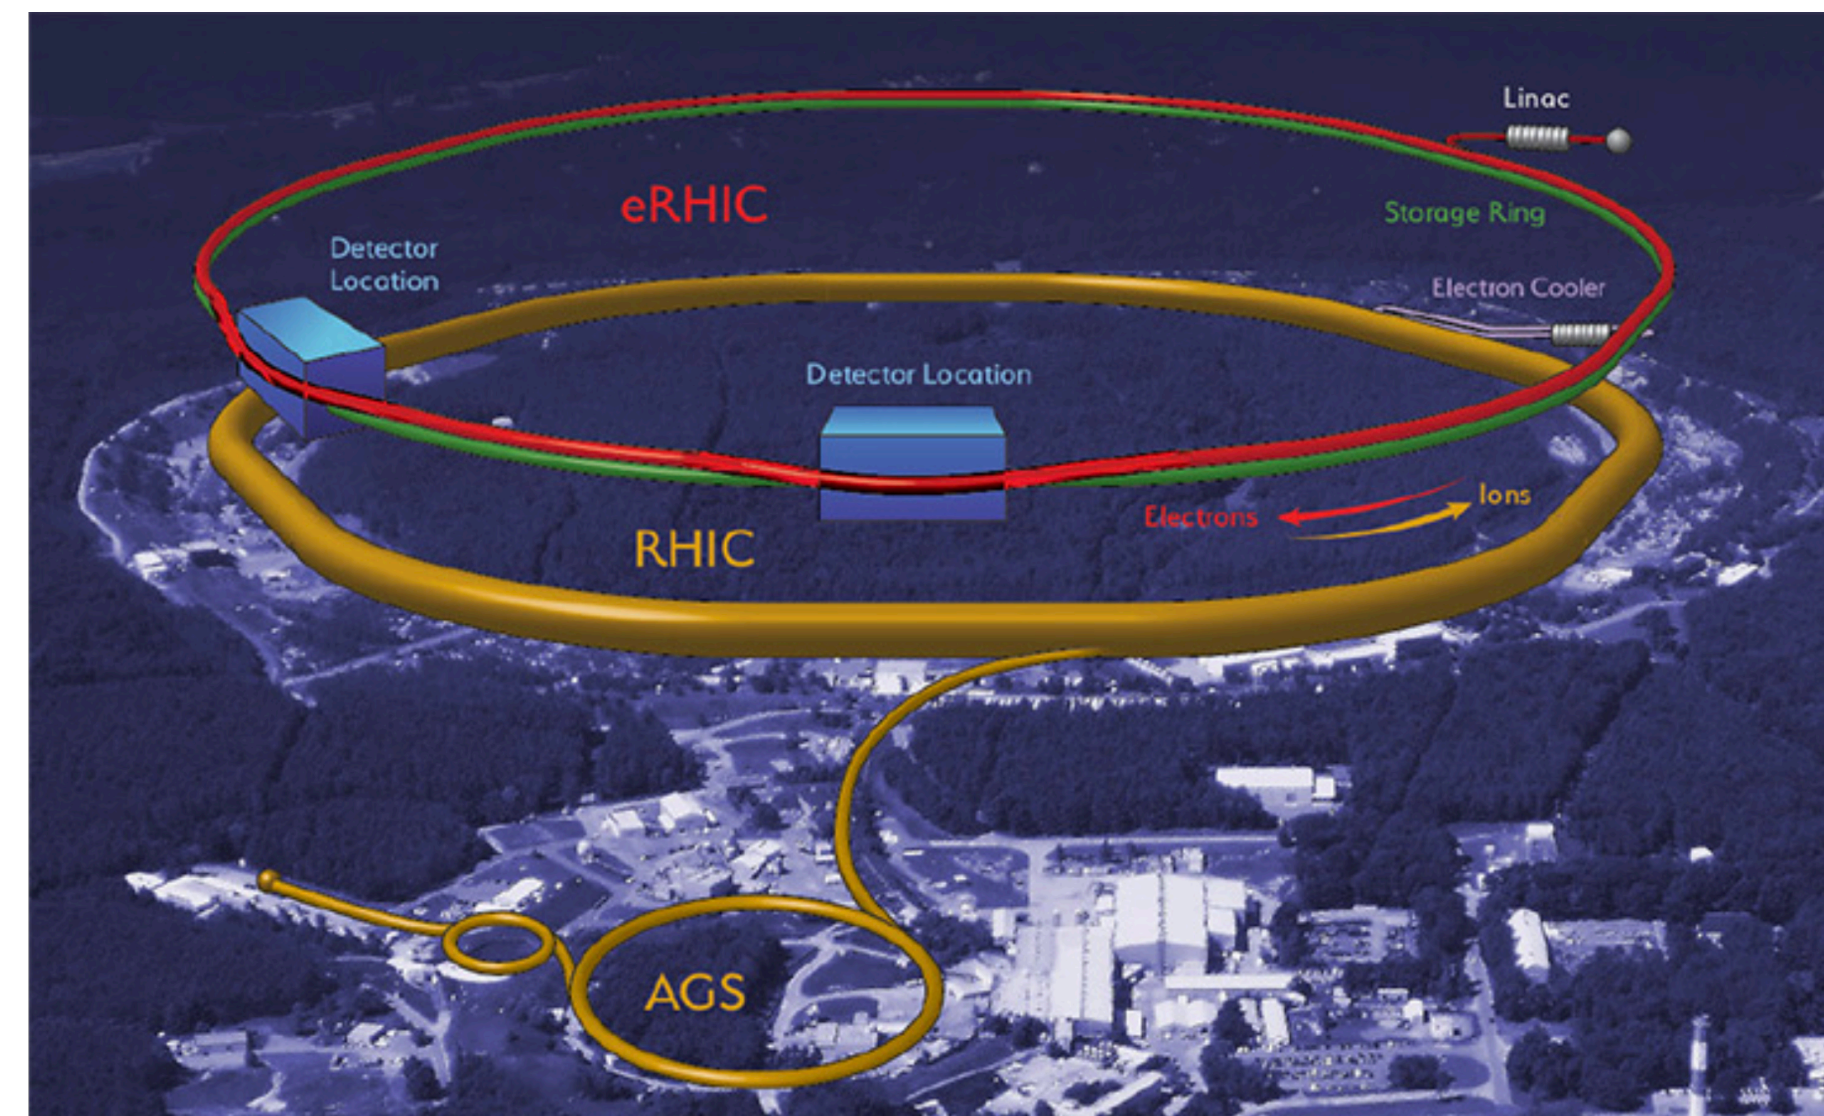 Linac
eRHIC
Storage Ring
Detector
Location
Electron Cooler
Detector Location
Ions
Electrons
RHIC
AGS